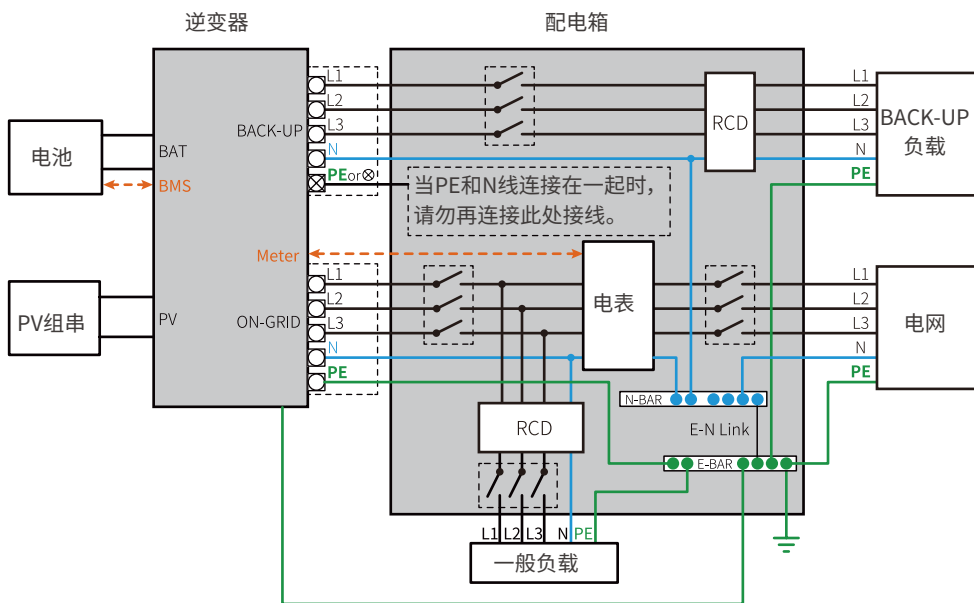 逆变器
配电箱
L1
L2
L3
N
PEor⊗
BACK-UP
BAT
BMS
电池
RCD
L1
L2
L3
N
PE
BACK-UP
负载
当PE和N线连接在一起时，
请勿再连接此处接线。
Meter
L1
L2
L3
N
PE
ON-GRID
PV
PV组串
电表
L1
L2
L3
N
PE
电网
N-BAR
E-N Link
E-BAR
RCD
L1 L2 L3 N PE
一般负载